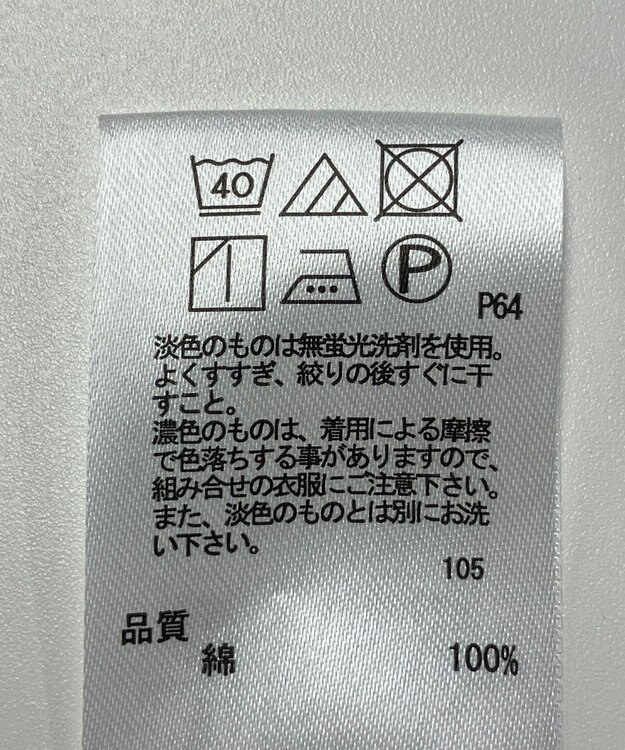 40
P
P64
淡色のものは無蛍光洗剤を使用。
よくすすぎ、絞りの後すぐに干
すこと。
濃色のものは、着用による摩擦
で色落ちする事がありますので、
組み合せの衣服にご注意下さい。
また、淡色のものとは別にお洗
い下さい。
105
品質
綿 100%